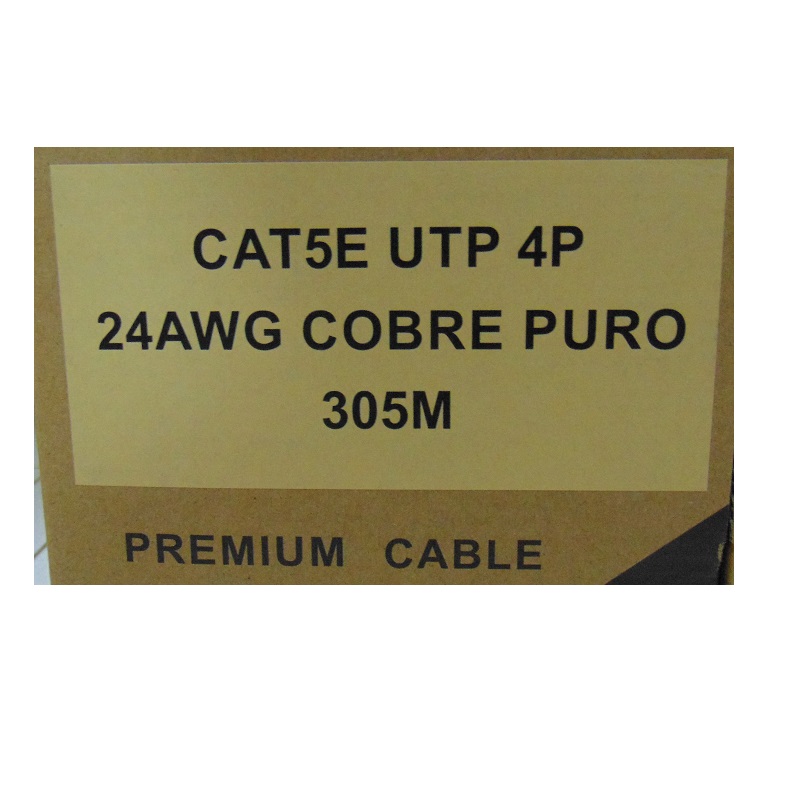 CAT5E UTP 4P
24AWG COBRE PURO
305M
PREMIUM CABLE